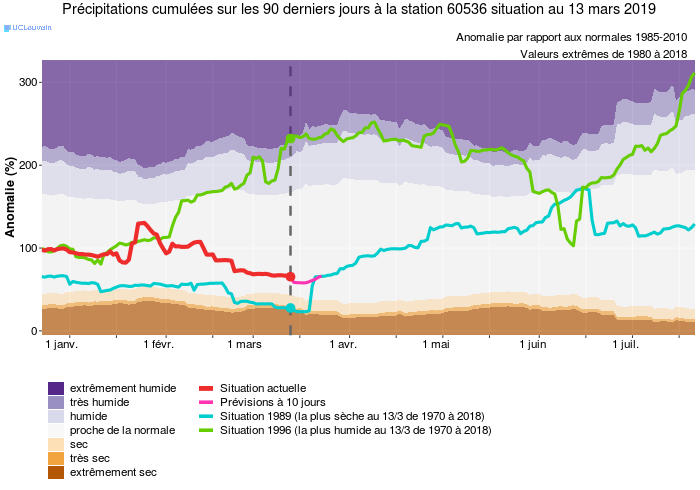 Précipitations cumulées sur les 90 derniers jours à la station 60536 situation au 13 mars 2019
UCLouvain
Anomalie par rapport aux normales 1985-2010
Valeurs extrêmes de 1980 à 2018
Anomalie (%)
300
200
100
0
1 janv.
1 févr.
1 mars
1 avr.
1 mai
1 juin
1 juil.
extrêmement humide
très humide
humide
proche de la normale
sec
très sec
extrêmement sec
Situation actuelle
Prévisions à 10 jours
Situation 1989 (la plus sèche au 13/3 de 1970 à 2018)
Situation 1996 (la plus humide au 13/3 de 1970 à 2018)